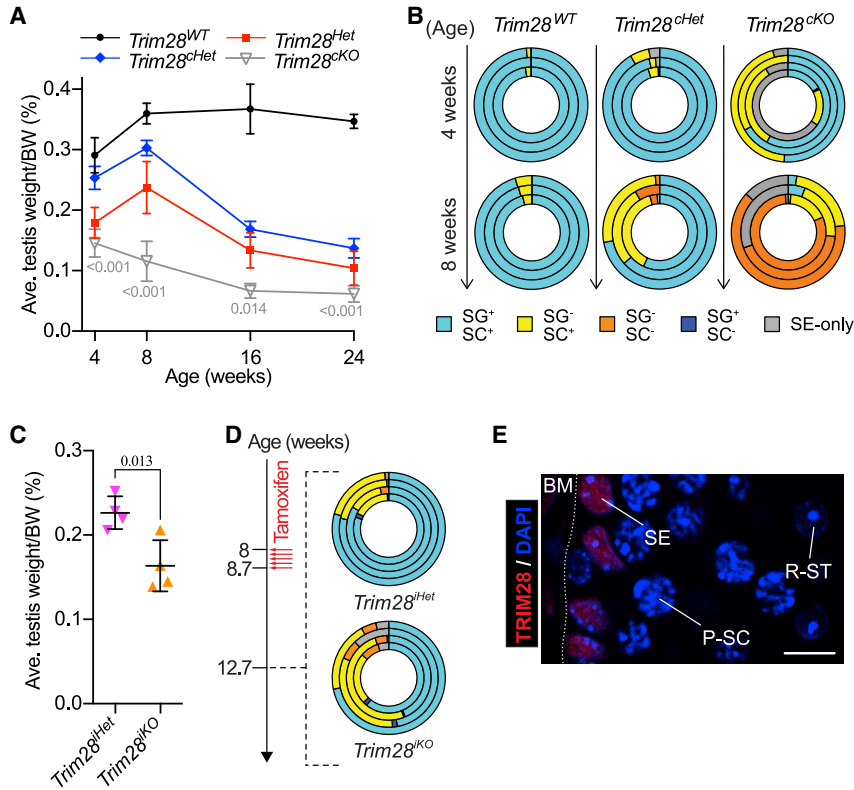 A
Trim28WT
Trim28Het
Trim28cHet
Trim28cKO
Ave. testis weight/BW (%)
0.4
0.3
0.2
0.1
0.0
<0.001
<0.001
0.014
<0.001
4
8
16
24
Age (weeks)
B
(Age)
Trim28WT
Trim28cHet
Trim28cKO
4 weeks
8 weeks
SG+ SC+
SG- SC+
SG- SC-
SG+ SC-
SE-only
C
Ave. testis weight/BW (%)
0.3
0.2
0.1
0.0
0.013
Trim28iHet
Trim28iKO
D
Age (weeks)
Tamoxifen
8
8.7
12.7
Trim28iHet
Trim28iKO
E
TRIM28 / DAPI
BM
SE
R-ST
P-SC